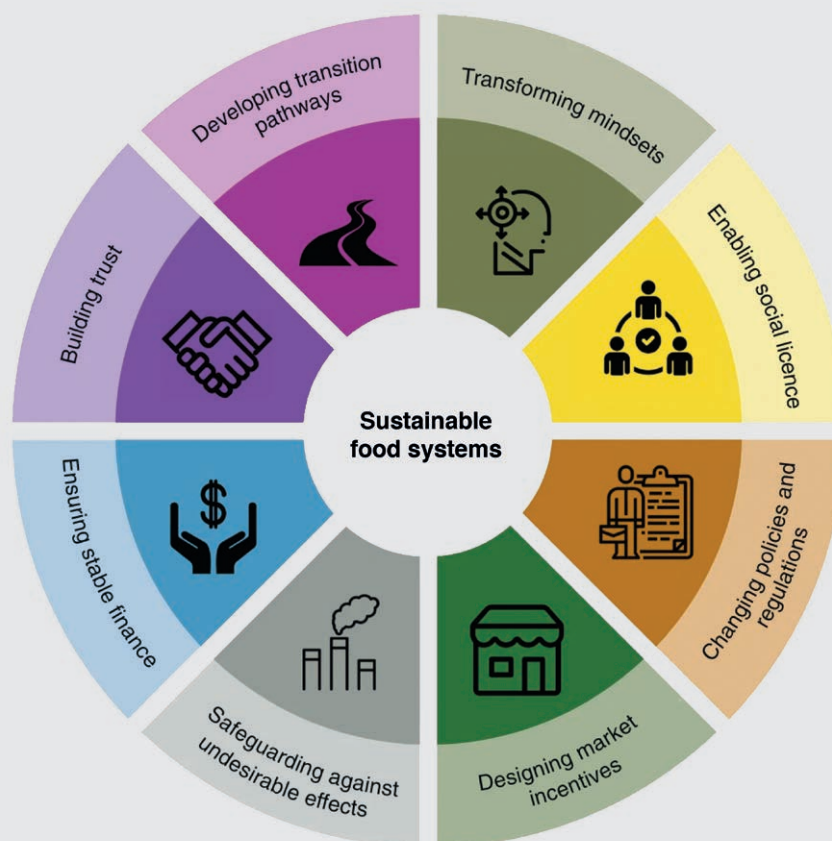 Developing transition
pathways
Transforming mindsets
Enabling social licence
Changing policies and
regulations
Designing market
incentives
Safeguarding against
undesirable effects
Ensuring stable finance
Building trust
Sustainable
food systems
$